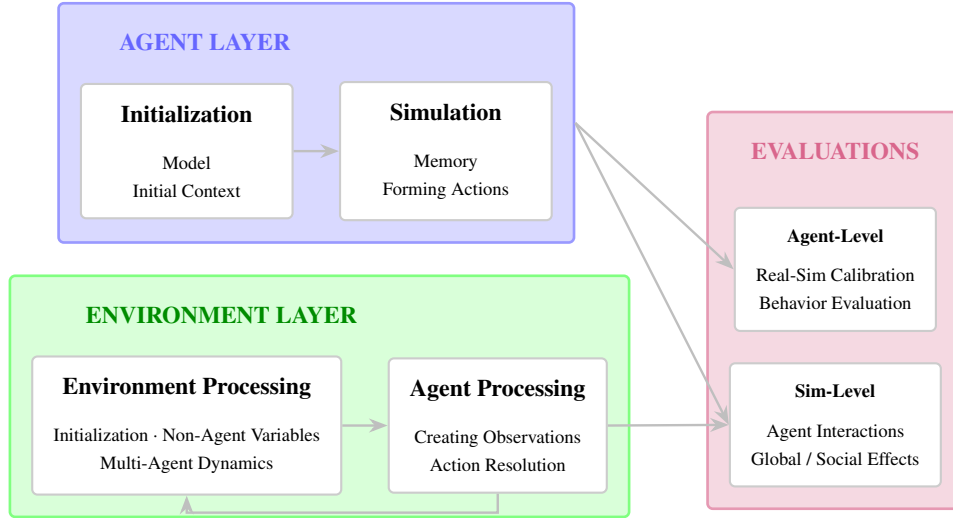 AGENT LAYER
Initialization
Model
Initial Context
Simulation
Memory
Forming Actions
ENVIRONMENT LAYER
Environment Processing
Initialization · Non-Agent Variables
Multi-Agent Dynamics
Agent Processing
Creating Observations
Action Resolution
EVALUATIONS
Agent-Level
Real-Sim Calibration
Behavior Evaluation
Sim-Level
Agent Interactions
Global / Social Effects